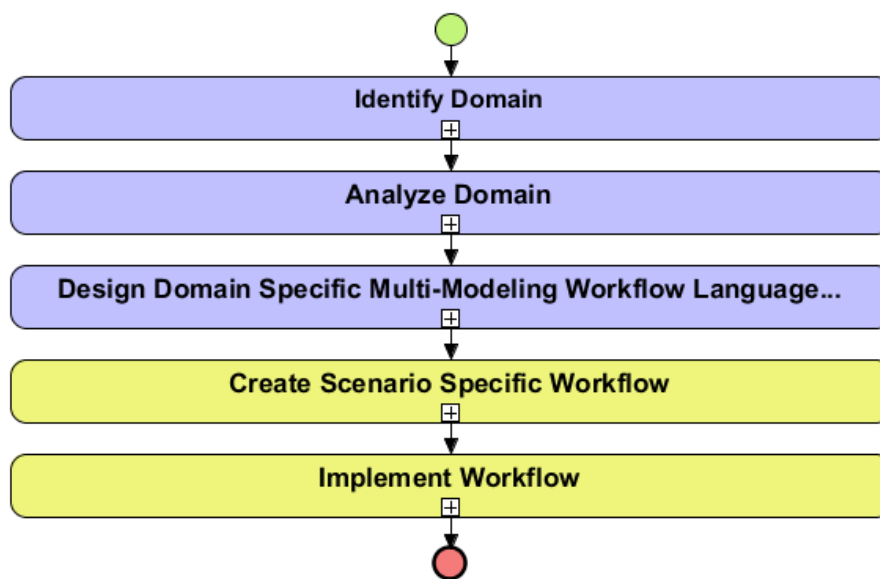 Identify Domain
Analyze Domain
Design Domain Specific Multi-Modeling Workflow Language...
Create Scenario Specific Workflow
Implement Workflow